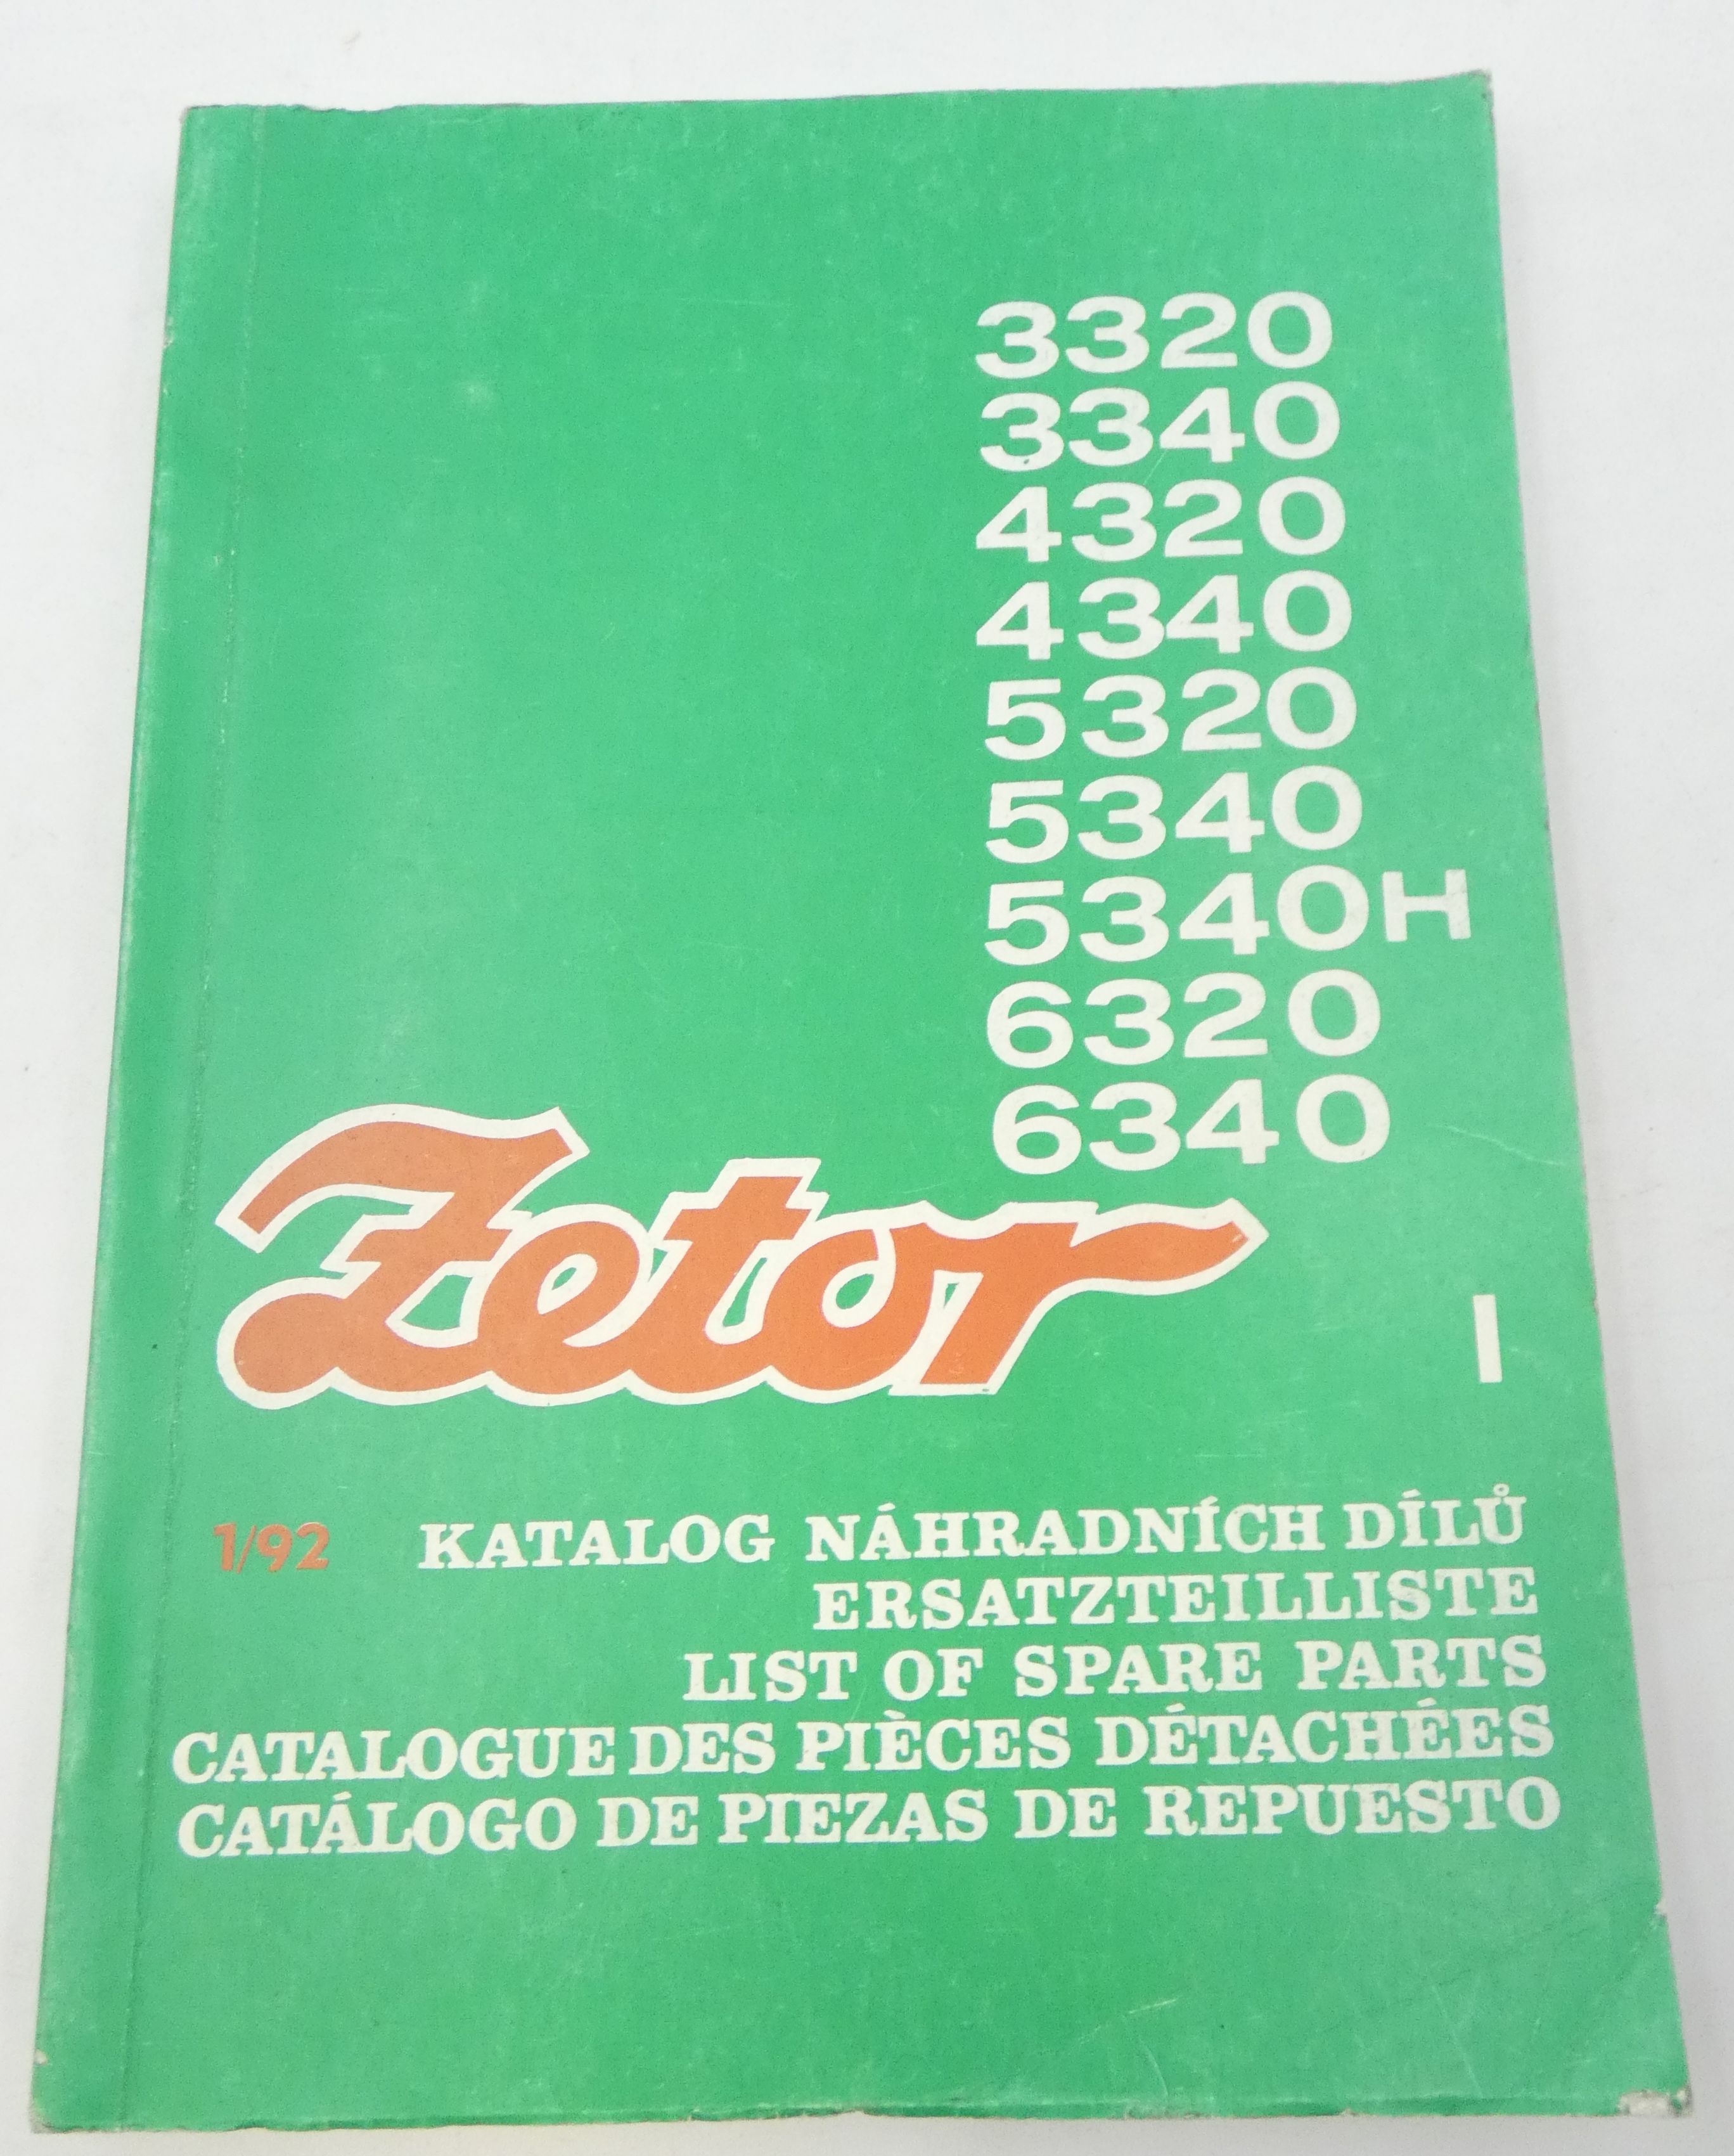 3320
3340
4320
4340
5320
5340
5340H
6320
6340
Zetor
I
1/92 KATALOG NÁHRADNÍCH DÍLŮ
ERSATZTEILLISTE
LIST OF SPARE PARTS
CATALOGUE DES PIÈCES DÉTACHÉES
CATÁLOGO DE PIEZAS DE REPUESTO